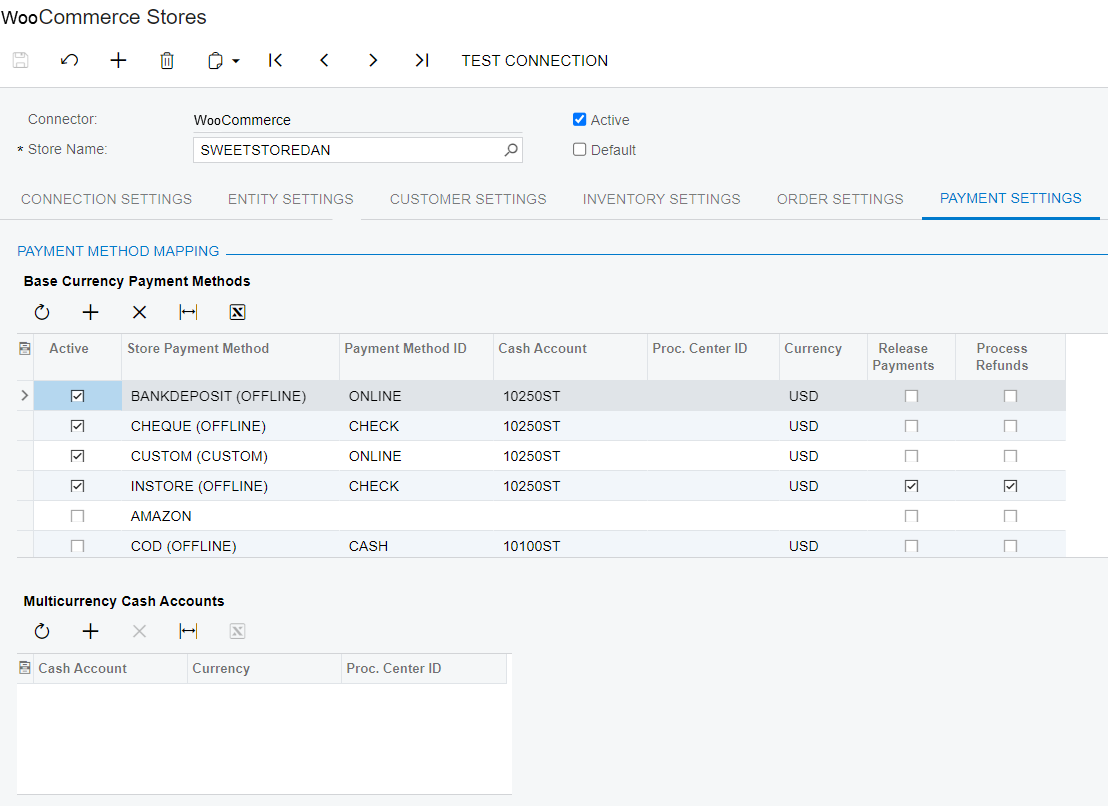 WooCommerce Stores
TEST CONNECTION
Connector: WooCommerce Active
* Store Name: SWEETSTOREDAN Default
CONNECTION SETTINGS ENTITY SETTINGS CUSTOMER SETTINGS INVENTORY SETTINGS ORDER SETTINGS PAYMENT SETTINGS
PAYMENT METHOD MAPPING
Base Currency Payment Methods
Active Store Payment Method Payment Method ID Cash Account Proc. Center ID Currency Release Payments Process Refunds
BANKDEPOSIT (OFFLINE) ONLINE 10250ST USD
CHEQUE (OFFLINE) CHECK 10250ST USD
CUSTOM (CUSTOM) ONLINE 10250ST USD
INSTORE (OFFLINE) CHECK 10250ST USD
AMAZON
COD (OFFLINE) CASH 10100ST USD
Multicurrency Cash Accounts
Cash Account Currency Proc. Center ID